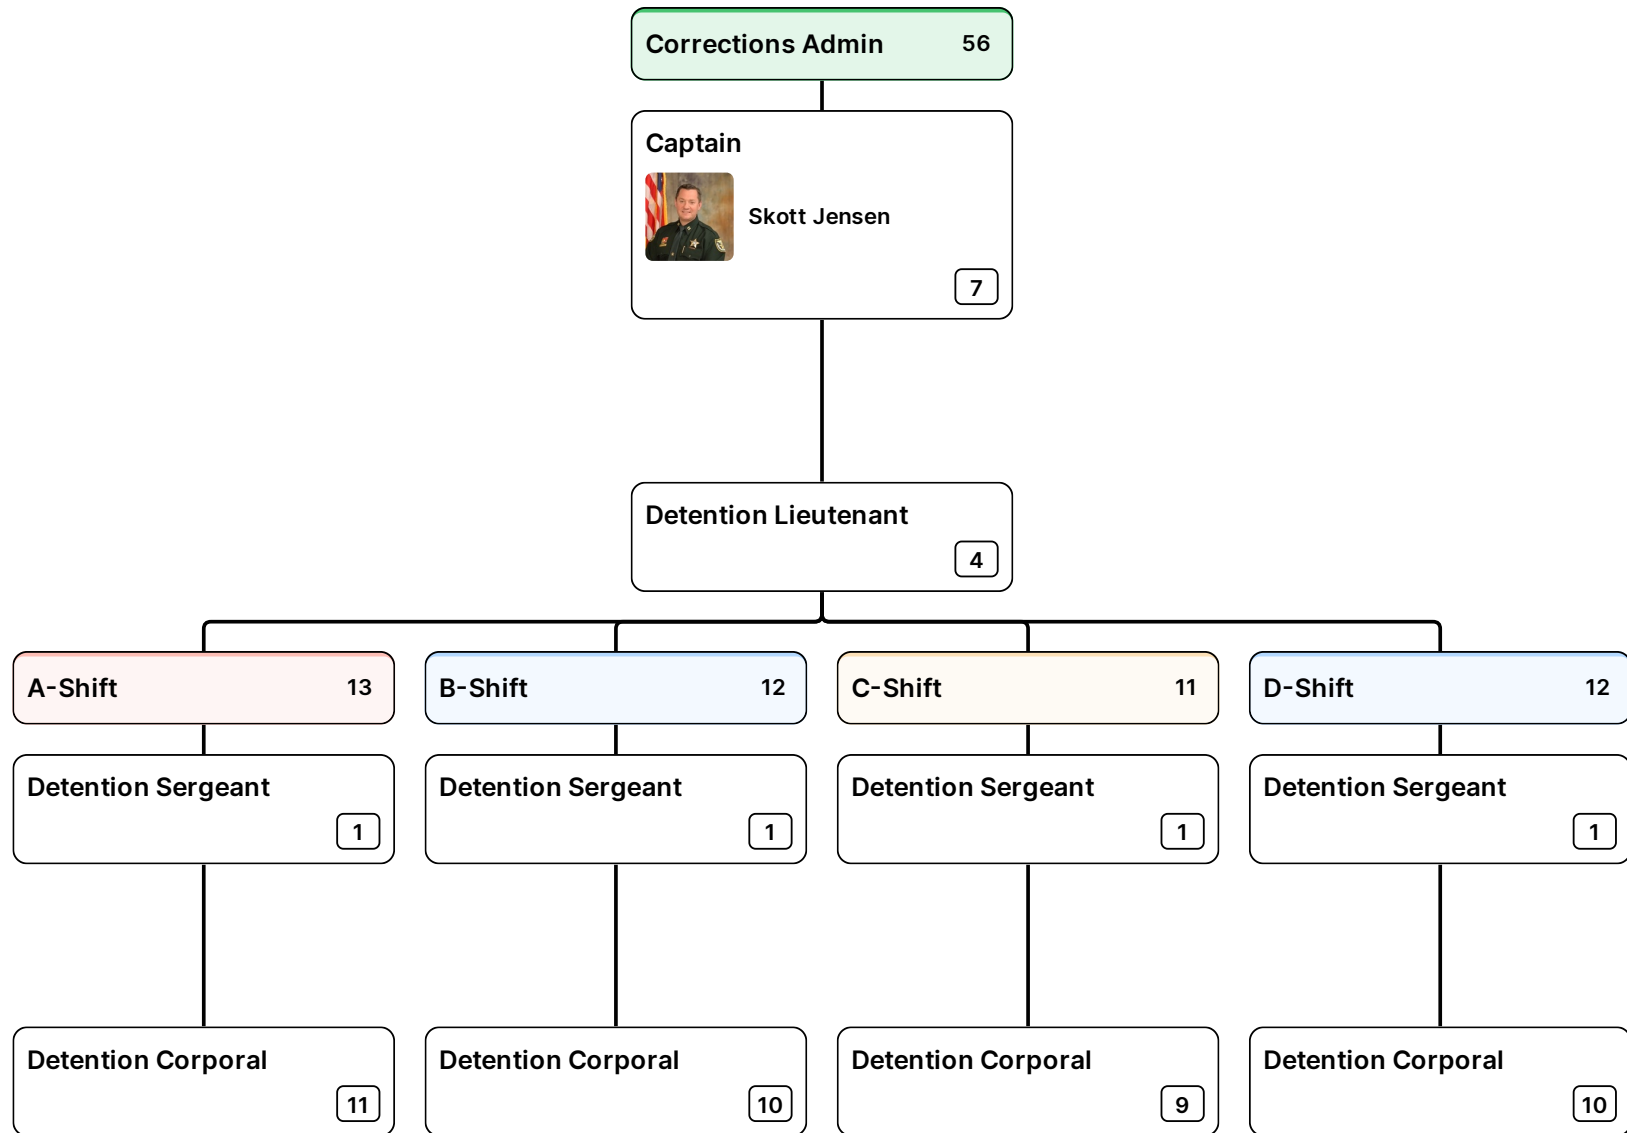 Corrections Admin 56
Captain
Skott Jensen
7
Detention Lieutenant
4
A-Shift 13
B-Shift 12
C-Shift 11
D-Shift 12
Detention Sergeant
1
Detention Sergeant
1
Detention Sergeant
1
Detention Sergeant
1
Detention Corporal
11
Detention Corporal
10
Detention Corporal
9
Detention Corporal
10